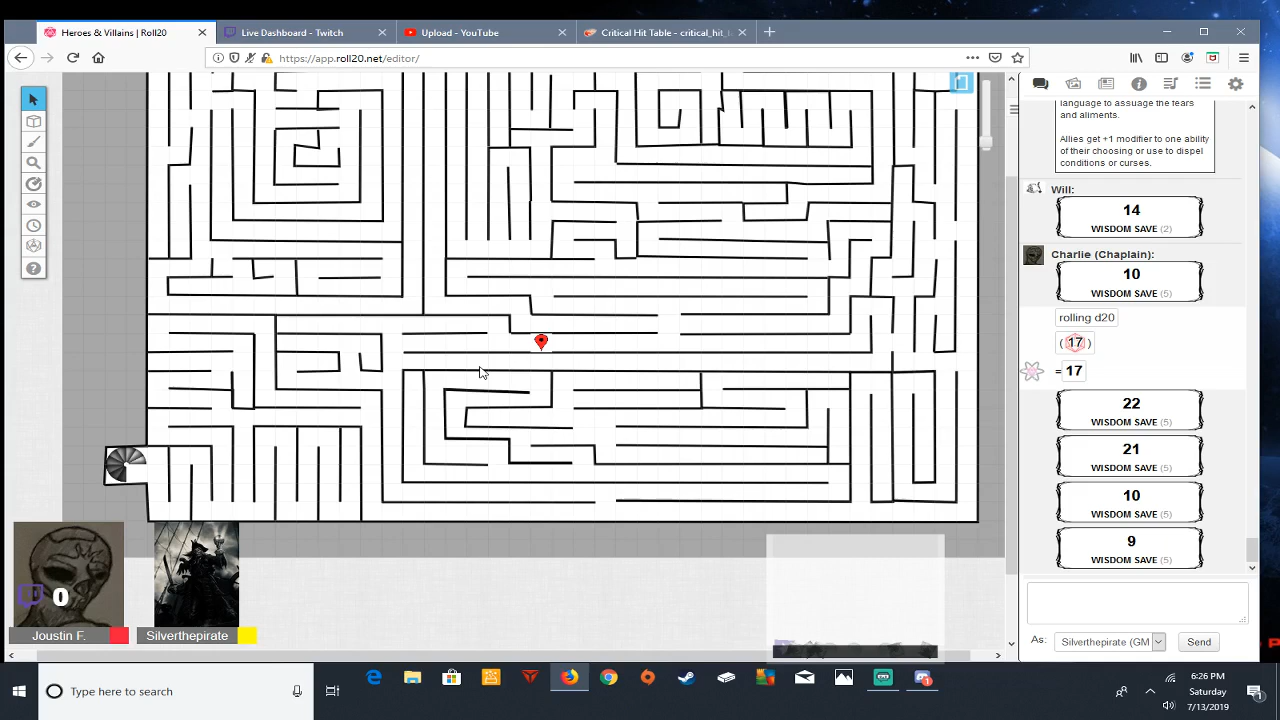 Heroes & Villains | Roll20
Live Dashboard - Twitch
Upload - YouTube
Critical Hit Table - critical_hit_
https://app.roll20.net/editor/
language to assuage the fears
and aliments.
Allies get +1 modifier to one ability
of their choosing or use to dispel
conditions or curses.
Will:
14
WISDOM SAVE (2)
Charlie (Chaplain):
10
WISDOM SAVE (5)
rolling d20
(17)
= 17
22
WISDOM SAVE (5)
21
WISDOM SAVE (5)
10
WISDOM SAVE (5)
9
WISDOM SAVE (5)
0
Joustin F.
Silverthepirate
As:
Silverthepirate (GM
Send
Type here to search
6:26 PM
Saturday
7/13/2019
1
1